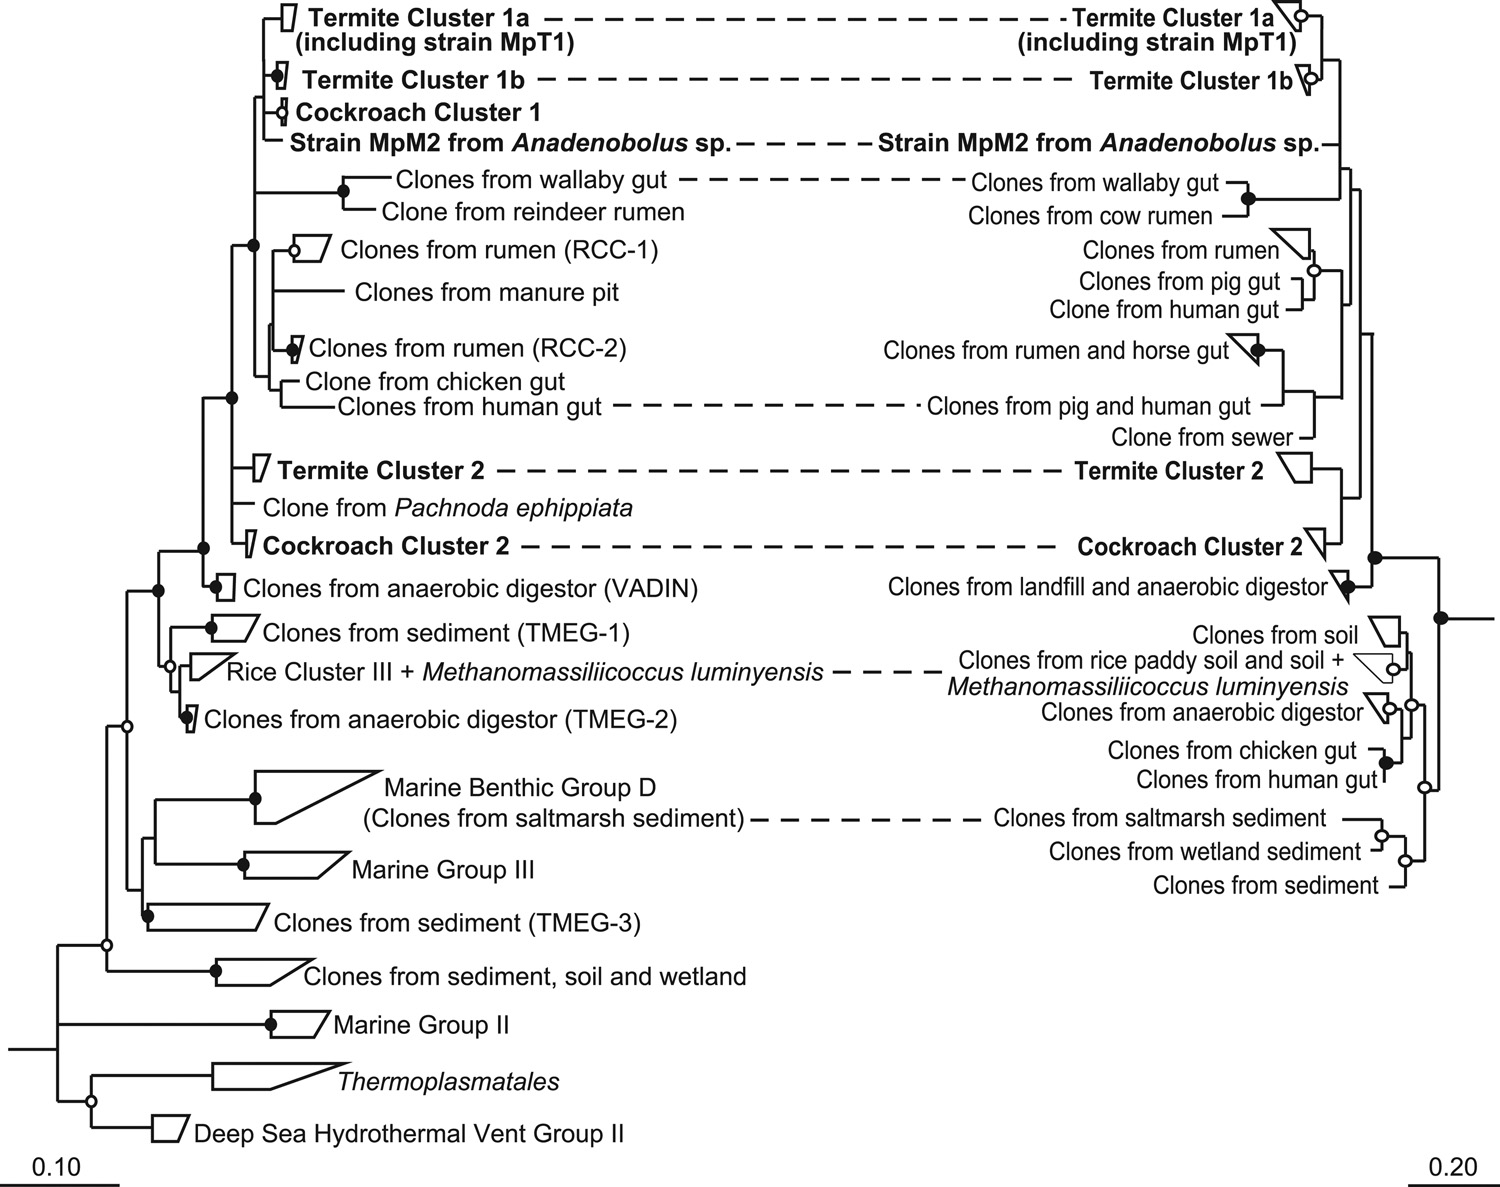 Termite Cluster 1a
(including strain MpT1)
Termite Cluster 1b
Cockroach Cluster 1
Strain MpM2 from Anadenobolus sp.
Clones from wallaby gut
Clone from reindeer rumen
Clones from rumen (RCC-1)
Clones from manure pit
Clones from rumen (RCC-2)
Clone from chicken gut
Clones from human gut
Termite Cluster 2
Clone from Pachnoda ephippiata
Cockroach Cluster 2
Clones from anaerobic digestor (VADIN)
Clones from sediment (TMEG-1)
Rice Cluster III + Methanomassiliicoccus luminyensis
Clones from anaerobic digestor (TMEG-2)
Marine Benthic Group D
(Clones from saltmarsh sediment)
Marine Group III
Clones from sediment (TMEG-3)
Clones from sediment, soil and wetland
Marine Group II
Thermoplasmatales
Deep Sea Hydrothermal Vent Group II
0.10
Termite Cluster 1a
(including strain MpT1)
Termite Cluster 1b
Strain MpM2 from Anadenobolus sp.
Clones from wallaby gut
Clones from cow rumen
Clones from rumen
Clones from pig gut
Clone from human gut
Clones from rumen and horse gut
Clones from pig and human gut
Clone from sewer
Termite Cluster 2
Cockroach Cluster 2
Clones from landfill and anaerobic digestor
Clones from soil
Clones from rice paddy soil and soil +
Methanomassiliicoccus luminyensis
Clones from anaerobic digestor
Clones from chicken gut
Clones from human gut
Clones from saltmarsh sediment
Clones from wetland sediment
Clones from sediment
0.20